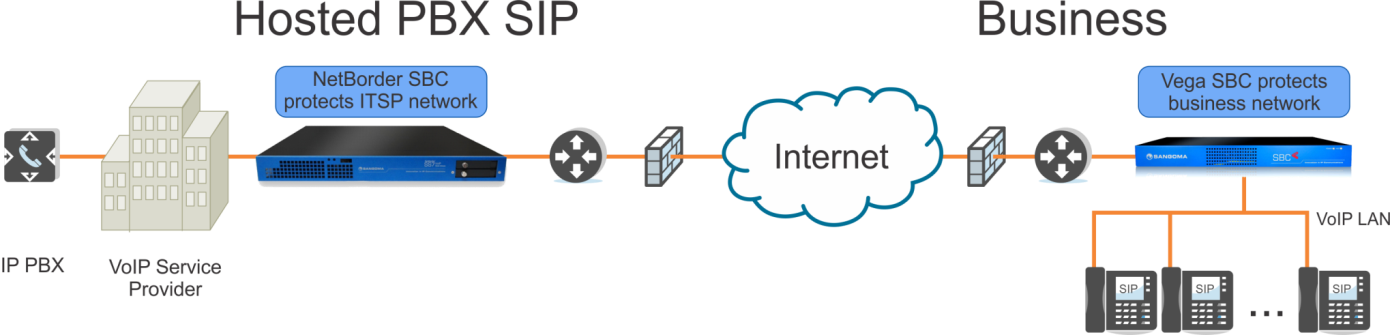 Hosted PBX SIP
Business
NetBorder SBC
protects ITSP network
Vega SBC protects
business network
Internet
SANGOMA
SBC
VoIP LAN
IP PBX
VoIP Service
Provider
SIP
SIP
...
SIP